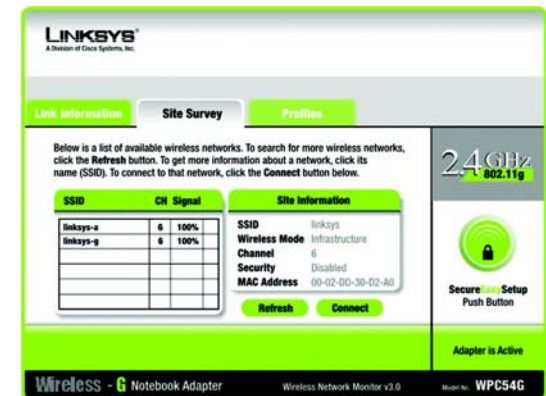 LINKSYS®
A Division of Cisco Systems, Inc.
Link Information
Site Survey
Profiles
Below is a list of available wireless networks. To search for more wireless networks,
click the Refresh button. To get more information about a network, click its
name (SSID). To connect to that network, click the Connect button below.
SSID CH Signal
linksys-a 6 100%
linksys-g 6 100%
Site Information
SSID linksys
Wireless Mode Infrastructure
Channel 6
Security Disabled
MAC Address 00-02-DD-30-D2-A0
Refresh
Connect
2.4GHz
802.11g
SecureEasySetup
Push Button
Adapter is Active
Wireless - G Notebook Adapter
Wireless Network Monitor v3.0
Model No. WPC54G